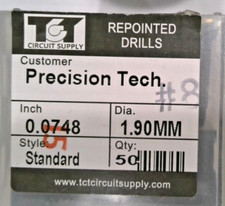 TCT
CIRCUIT SUPPLY
REPOINTED
DRILLS
Customer
Precision Tech.
Inch
Dia.
0.0748
1.90MM
Style:
Qty:
Standard
50
www.tctcircuitsupply.com
#8
15